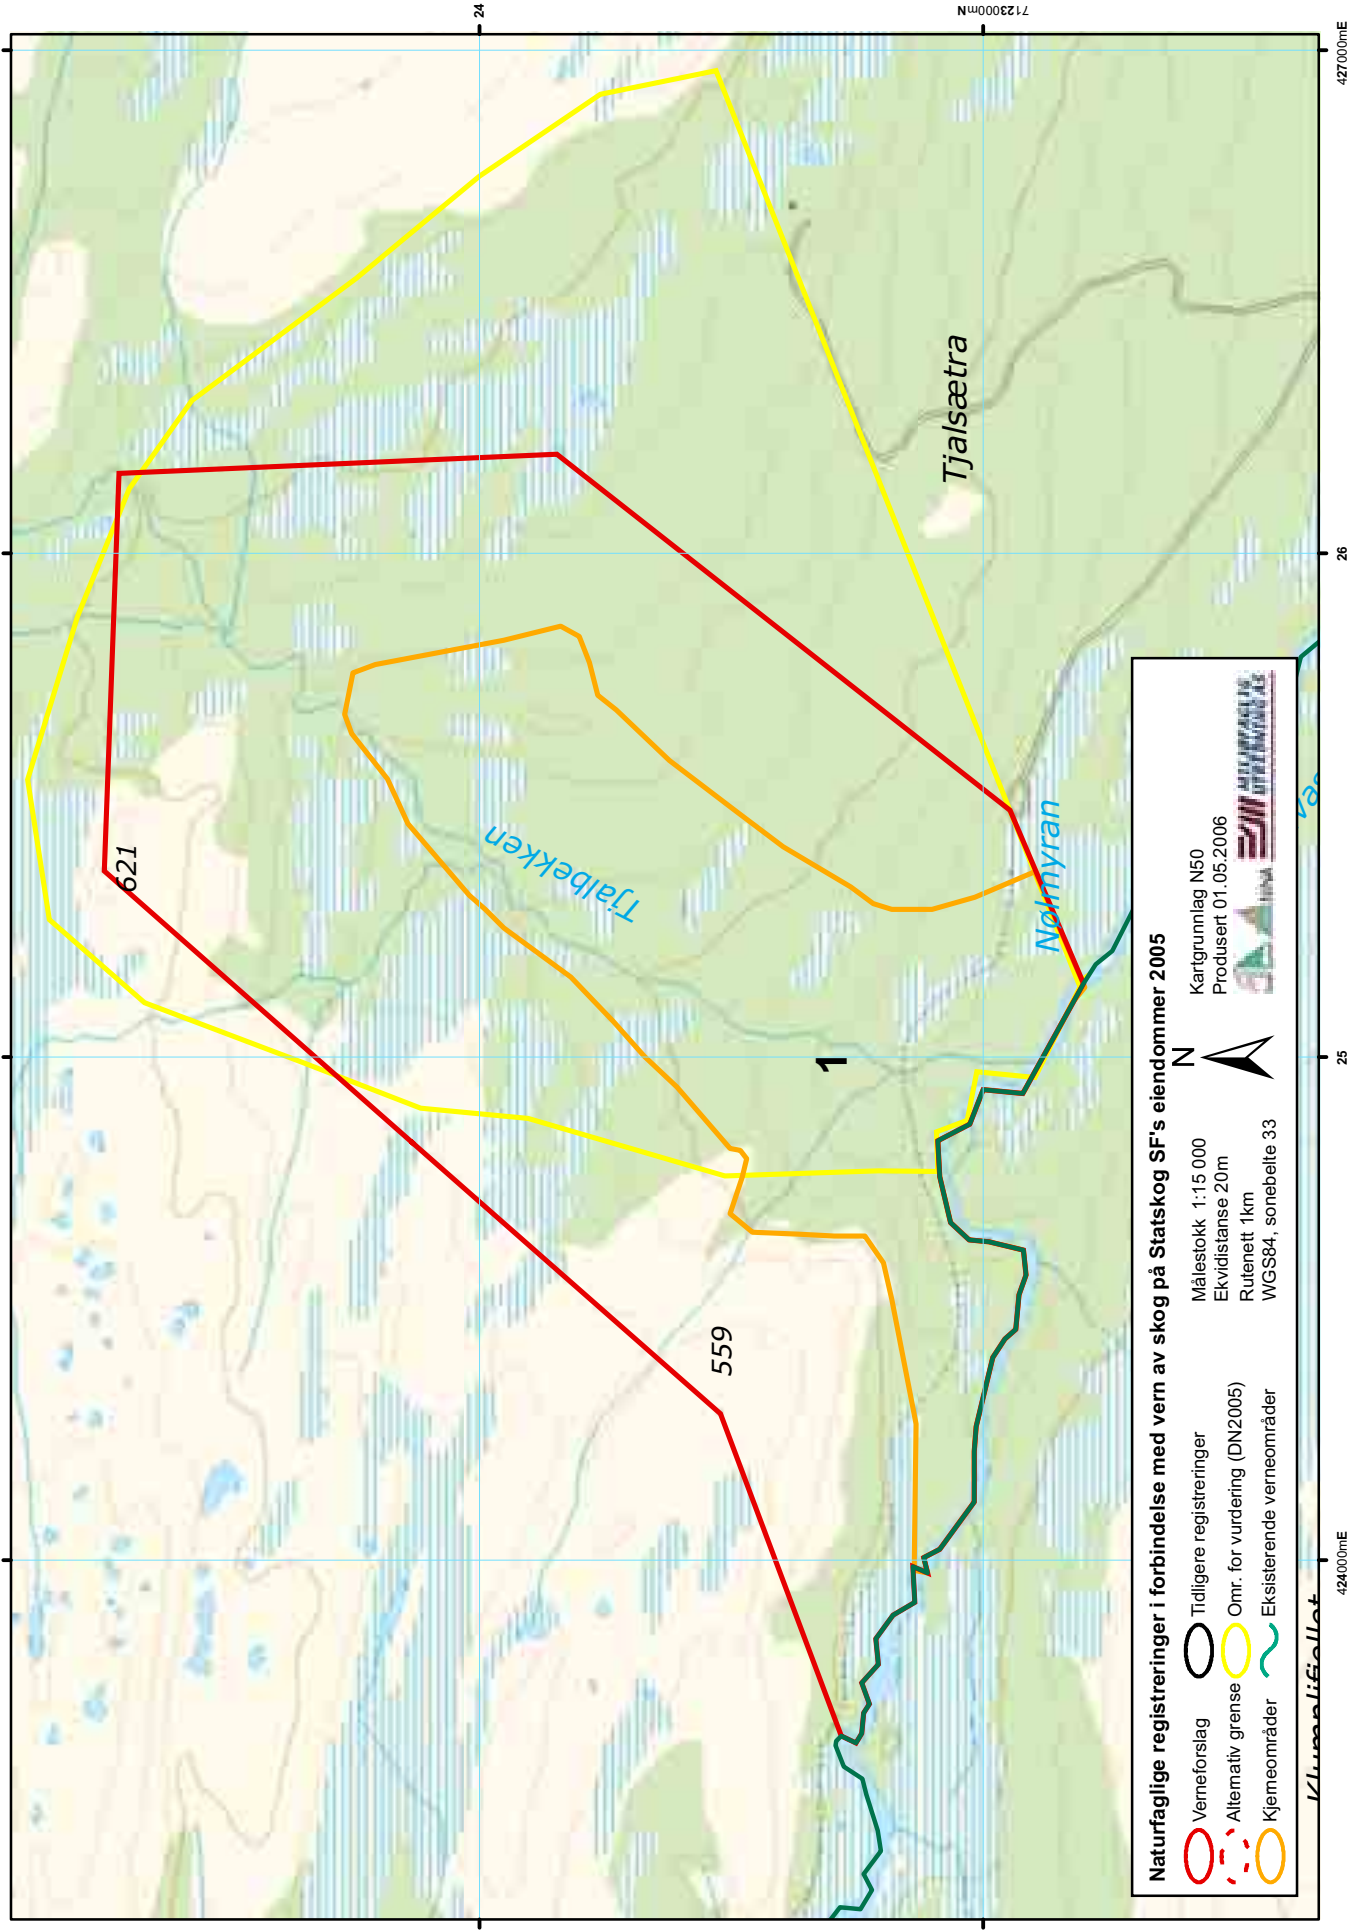 621
559
Tjalbekken
1
Nølmyran
Tjalsætra
24
7123000mN
424000mE
25
26
427000mE
Naturfaglige registreringer i forbindelse med vern av skog på Statskog SF's eiendommer 2005
Verneforslag
Alternativ grense
Kjerneområder
Tidligere registreringer
Omr. for vurdering (DN2005)
Eksisterende verneområder
Målestokk 1:15 000
Ekvidistanse 20m
Rutenett 1km
WGS84, sonebelte 33
N
Kartgrunnlag N50
Produsert 01.05.2006